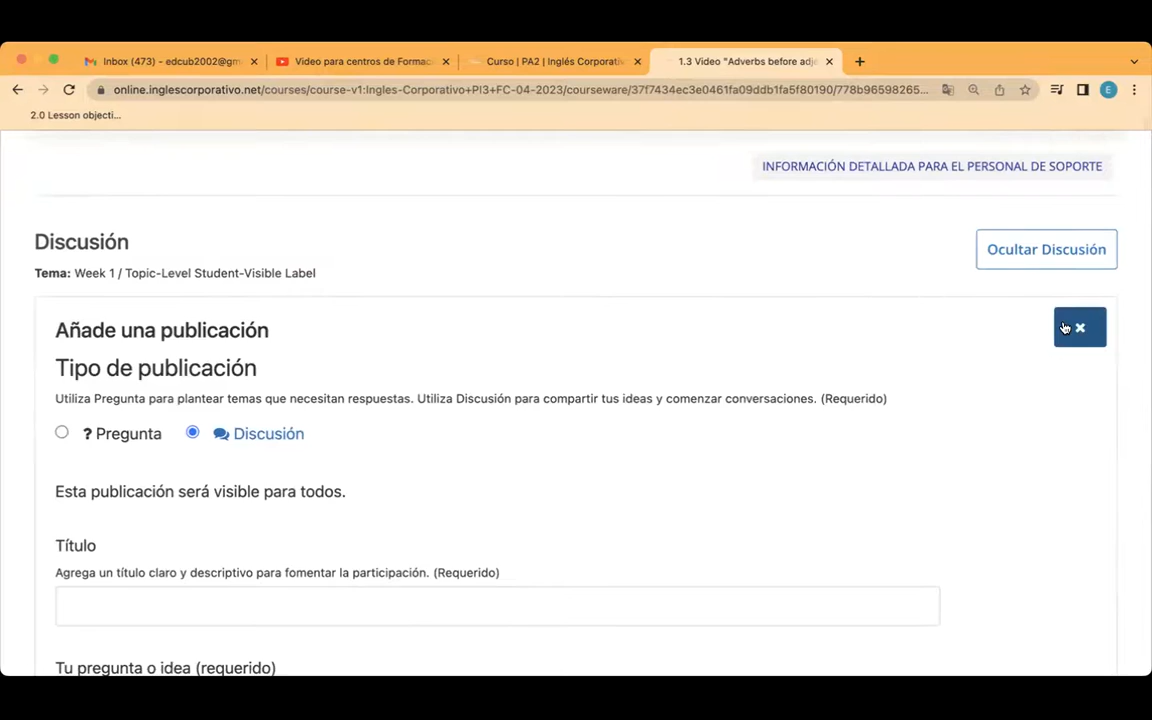 Inbox (473) - edcub2002@gm
Video para centros de Formac
Curso | PA2 | Inglés Corporativ
1.3 Video "Adverbs before adj
online.inglescorporativo.net/courses/course-v1:Ingles-Corporativo+PI3+FC-04-2023/courseware/37f7434ec3e0461fa09ddb1fa5f80190/778b96598265...
E
2.0 Lesson objecti...
INFORMACIÓN DETALLADA PARA EL PERSONAL DE SOPORTE
Discusión
Ocultar Discusión
Tema: Week 1 / Topic-Level Student-Visible Label
Añade una publicación
Tipo de publicación
Utiliza Pregunta para plantear temas que necesitan respuestas. Utiliza Discusión para compartir tus ideas y comenzar conversaciones. (Requerido)
? Pregunta
Discusión
Esta publicación será visible para todos.
Título
Agrega un título claro y descriptivo para fomentar la participación. (Requerido)
Tu pregunta o idea (requerido)